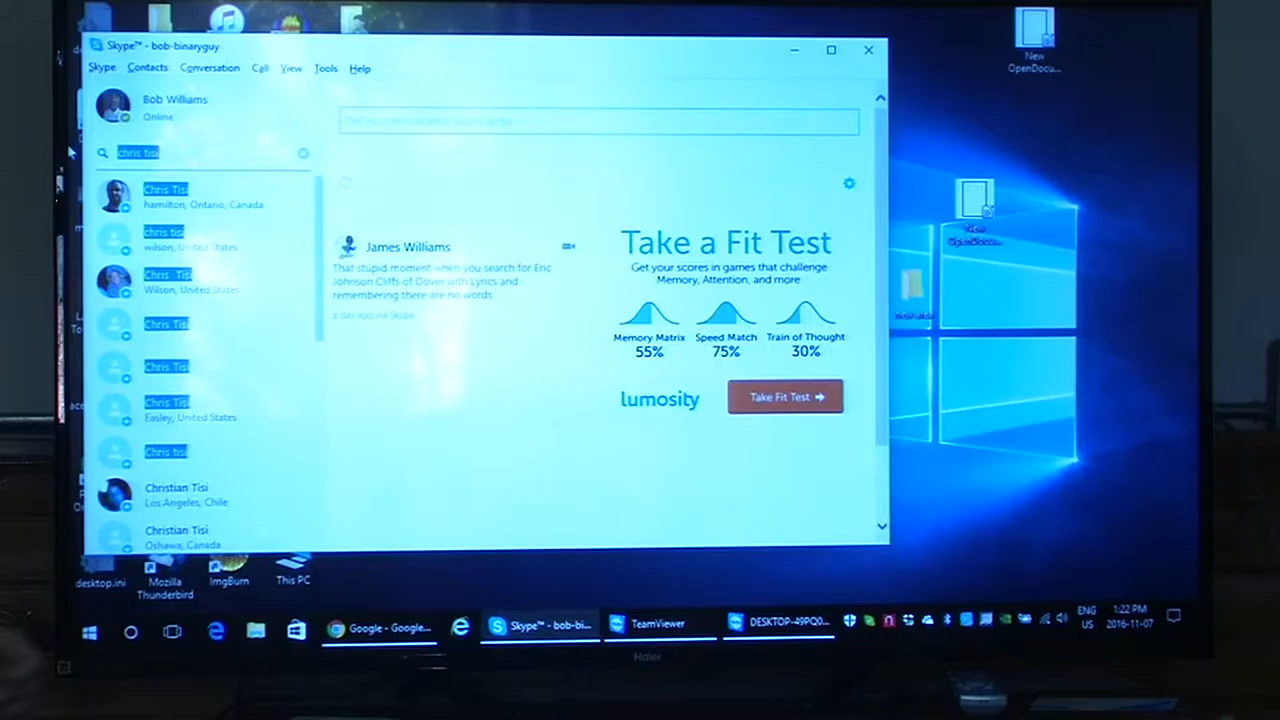 Skype™ - bob-binaryguy
Skype Contacts Conversation Call View Tools Help
Bob Williams
Online
chris tisi
Chris Tisi
hamilton, Ontario, Canada
chris tisi
wilson, United States
Chris Tisi
Wilson, United States
Chris Tisi
Chris Tisi
Chris Tisi
Easley, United States
Chris tisi
Christian Tisi
Los Angeles, Chile
Christian Tisi
Oshawa, Canada
James Williams
That stupid moment when you search for Eric
Johnson Cliffs of Dover with Lyrics and
remembering there are no words
a day ago via Skype
Take a Fit Test
Get your scores in games that challenge
Memory, Attention, and more
Memory Matrix Speed Match Train of Thought
55% 75% 30%
lumosity
Take Fit Test
New
OpenDocu...
New
OpenDocu...
desktop.ini
Mozilla
Thunderbird
ImgBurn
This PC
Google - Google...
Skype™ - bob-bi...
TeamViewer
DESKTOP-49PQ0...
ENG
US
1:22 PM
2016-11-07
Haier